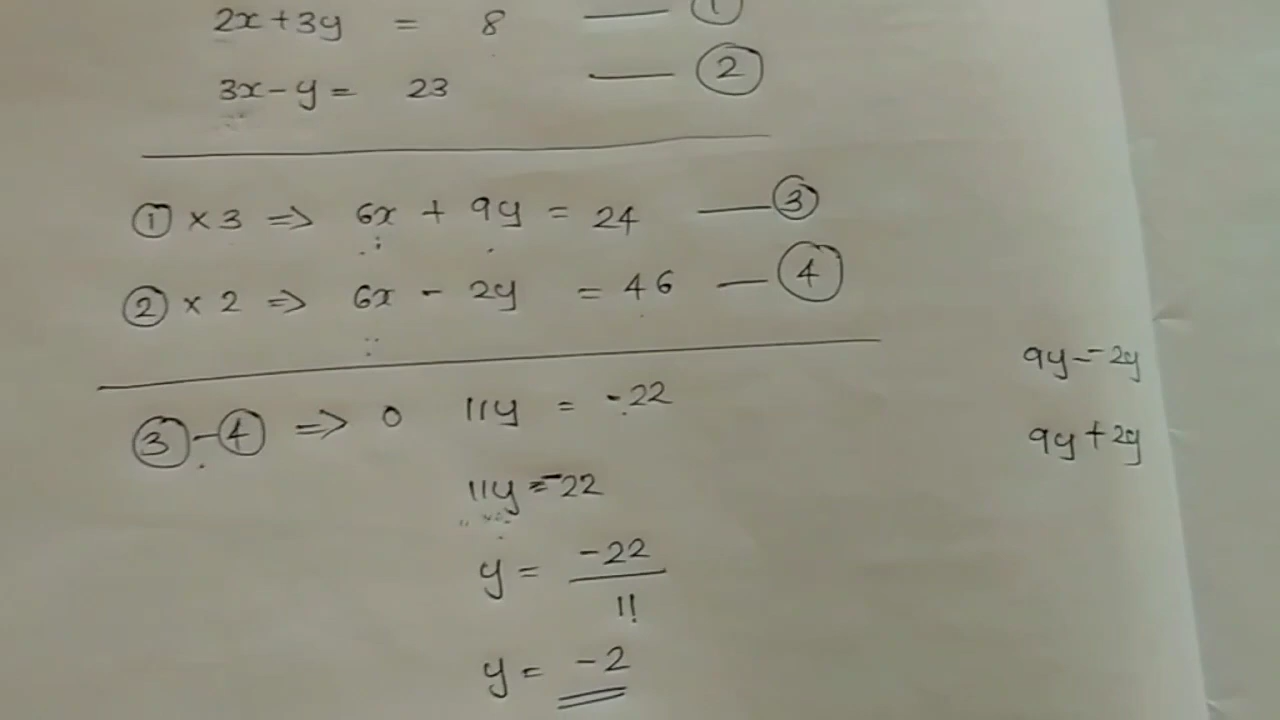 2x+3y = 8 —— ①
3x-y = 23 —— ②
① × 3 => 6x + 9y = 24 —— ③
② × 2 => 6x - 2y = 46 — ④
③-④ => 0 11y = -22
9y--2y
9y+2y
11y = -22
y = -22
11
y = -2